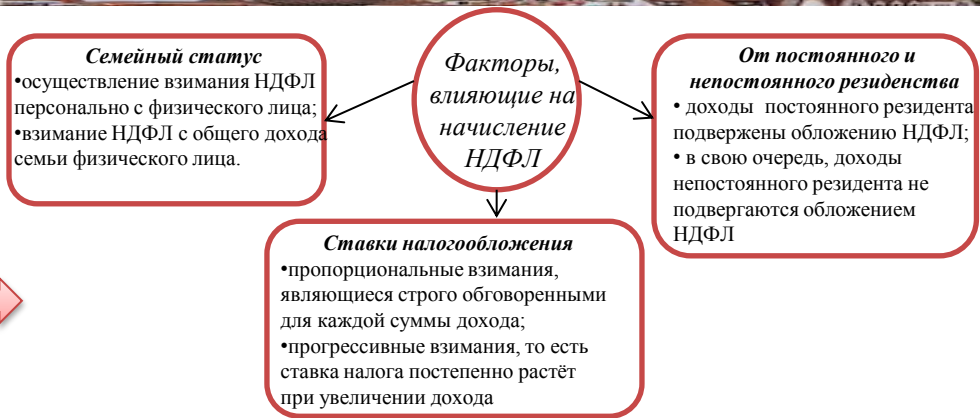 Семейный статус
•осуществление взимания НДФЛ
персонально с физического лица;
•взимание НДФЛ с общего дохода
семьи физического лица.
Факторы,
влияющие на
начисление
НДФЛ
От постоянного и
непостоянного резиденства
• доходы постоянного резидента
подвержены обложению НДФЛ;
• в свою очередь, доходы
непостоянного резидента не
подвергаются обложением
НДФЛ
Ставки налогообложения
•пропорциональные взимания,
являющиеся строго обговоренными
для каждой суммы дохода;
•прогрессивные взимания, то есть
ставка налога постепенно растёт
при увеличении дохода